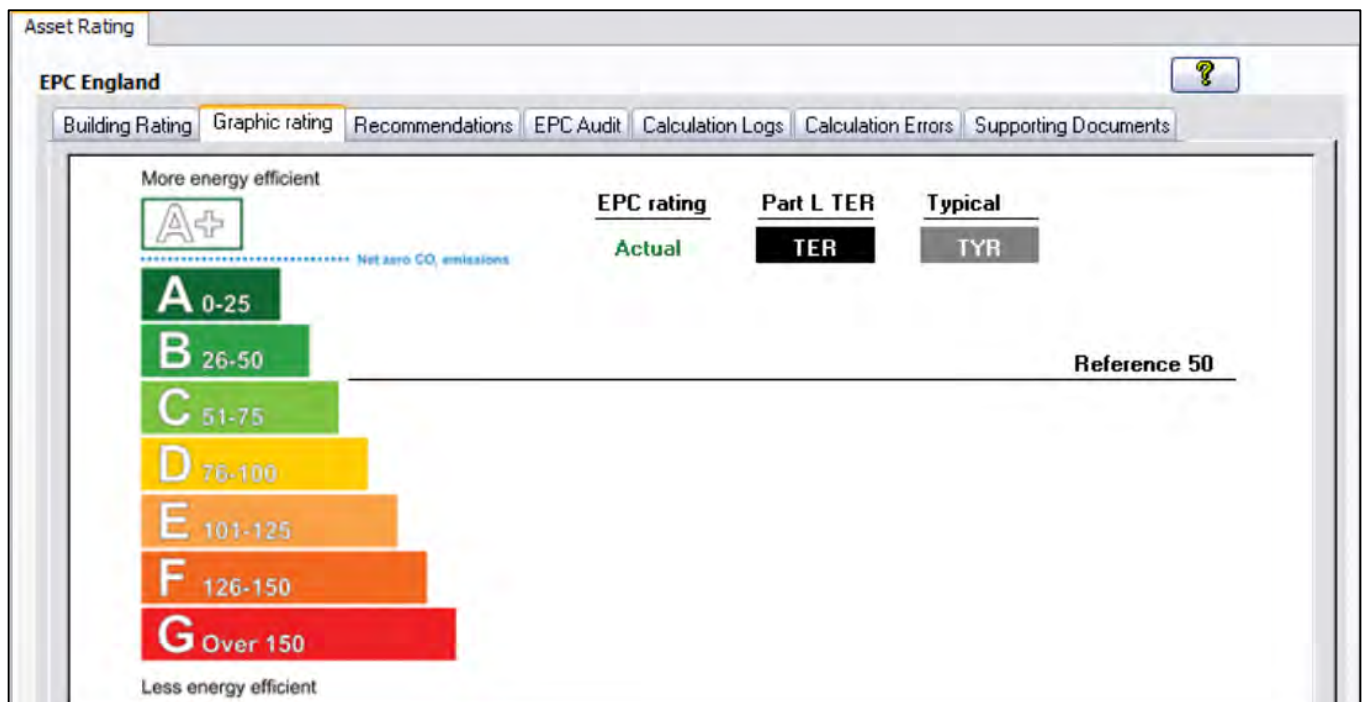 Asset Rating
EPC England
?
Building Rating Graphic rating Recommendations EPC Audit Calculation Logs Calculation Errors Supporting Documents
More energy efficient
EPC rating Part L TER Typical
A+
Actual TER TYR
Net zero CO₂ emissions
A 0-25
B 26-50
Reference 50
C 51-75
D 76-100
E 101-125
F 126-150
G Over 150
Less energy efficient